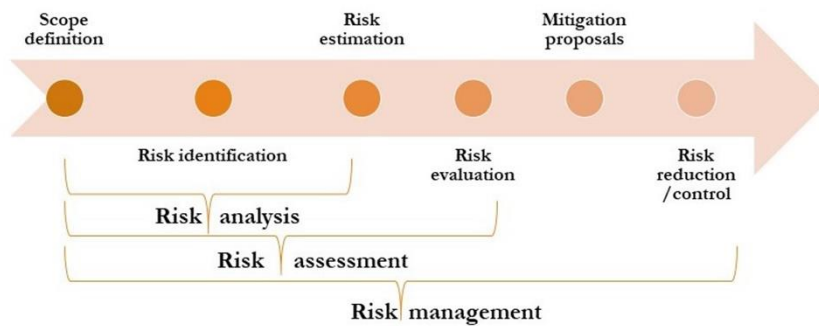 Scope
definition
Risk
estimation
Mitigation
proposals
Risk identification
Risk
evaluation
Risk
reduction
/control
Risk analysis
Risk assessment
Risk management